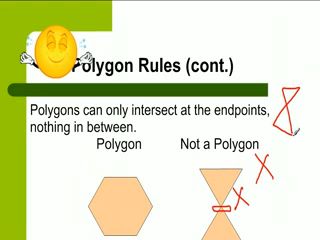 Polygon Rules (cont.)
Polygons can only intersect at the endpoints,
nothing in between.
Polygon Not a Polygon